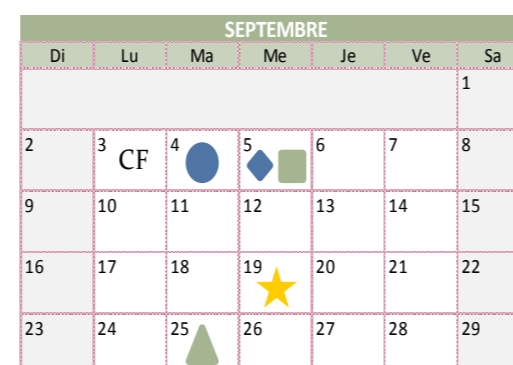 SEPTEMBRE
Di Lu Ma Me Je Ve Sa
1
2 3 CF 4 5 6 7 8
9 10 11 12 13 14 15
16 17 18 19 20 21 22
23 24 25 26 27 28 29